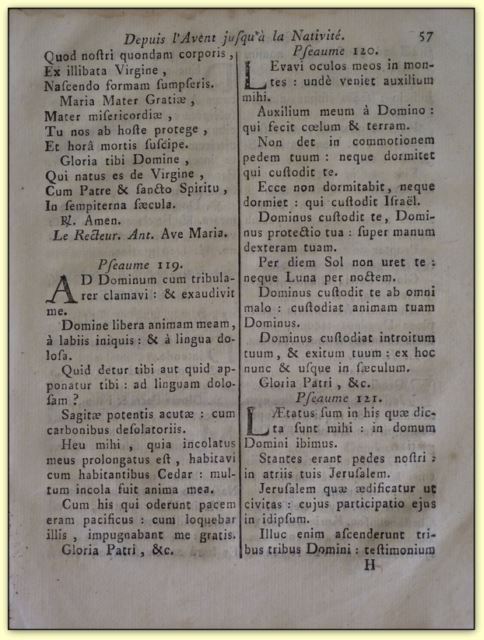 Depuis l'Avent juſqu'à la Nativité. 57
Quod noſtri quondam corporis,
Ex illibata Virgine,
Naſcendo formam ſumpſeris.
Maria Mater Gratiæ,
Mater miſericordiæ,
Tu nos ab hoſte protege,
Et horâ mortis ſuſcipe.
Gloria tibi Domine,
Qui natus es de Virgine,
Cum Patre & ſancto Spiritu,
In ſempiterna ſæcula.
℟. Amen.
Le Recteur. Ant. Ave Maria.
Pſeaume 119.
AD Dominum cum tribula-
rer clamavi : & exaudivit
me.
Domine libera animam meam,
à labiis iniquis : & à lingua do-
loſa.
Quid detur tibi aut quid ap-
ponatur tibi : ad linguam dolo-
ſam ?
Sagitæ potentis acutæ : cum
carbonibus deſolatoriis.
Heu mihi, quia incolatus
meus prolongatus eſt, habitavi
cum habitantibus Cedar : mul-
tum incola fuit anima mea.
Cum his qui oderunt pacem
eram pacificus : cum loquebar
illis, impugnabant me gratis.
Gloria Patri, &c.
Pſeaume 120.
LEvavi oculos meos in mon-
tes : undè veniet auxilium
mihi.
Auxilium meum à Domino :
qui fecit cœlum & terram.
Non det in commotionem
pedem tuum : neque dormitet
qui cuſtodit te.
Ecce non dormitabit, neque
dormiet : qui cuſtodit Iſraël.
Dominus cuſtodit te, Domi-
nus protectio tua : ſuper manum
dexteram tuam.
Per diem Sol non uret te :
neque Luna per noctem.
Dominus cuſtodit te ab omni
malo : cuſtodiat animam tuam
Dominus.
Dominus cuſtodiat introitum
tuum, & exitum tuum : ex hoc
nunc & uſque in ſæculum.
Gloria Patri, &c.
Pſeaume 121.
LÆtatus ſum in his quæ dic-
ta ſunt mihi : in domum
Domini ibimus.
Stantes erant pedes noſtri :
in atriis tuis Jeruſalem.
Jeruſalem quæ ædificatur ut
civitas : cujus participatio ejus
in idipſum.
Illuc enim aſcenderunt tri-
bus tribus Domini : teſtimonium
H